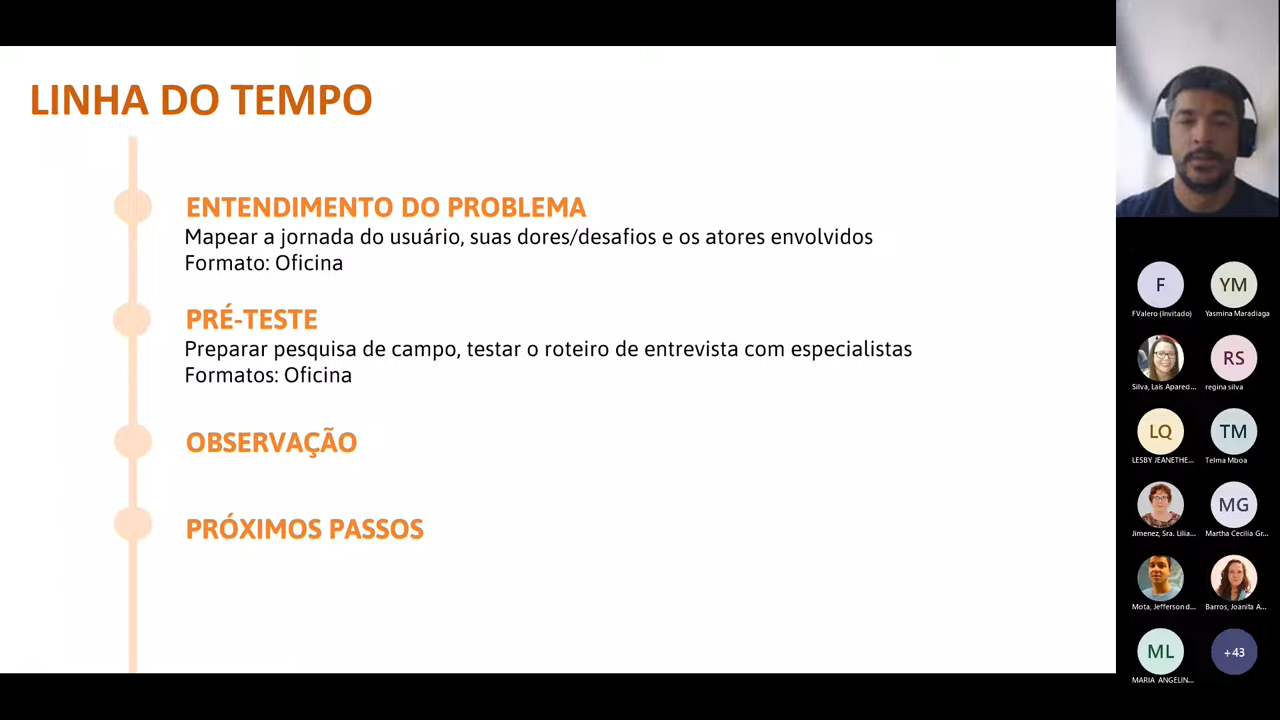 LINHA DO TEMPO
ENTENDIMENTO DO PROBLEMA
Mapear a jornada do usuário, suas dores/desafios e os atores envolvidos
Formato: Oficina
PRÉ-TESTE
Preparar pesquisa de campo, testar o roteiro de entrevista com especialistas
Formatos: Oficina
OBSERVAÇÃO
PRÓXIMOS PASSOS
F
FValero (Invitado)
YM
Yasmina Maradiaga
Silva, Lais Apared...
RS
regina silva
LQ
LESBY JEANETHE...
TM
Telma Mboa
Jimenez, Sra. Lilia...
MG
Martha Cecilia Gr...
Mota, Jefferson d...
Barros, Joanita A...
ML
MARIA ANGELIN...
+43